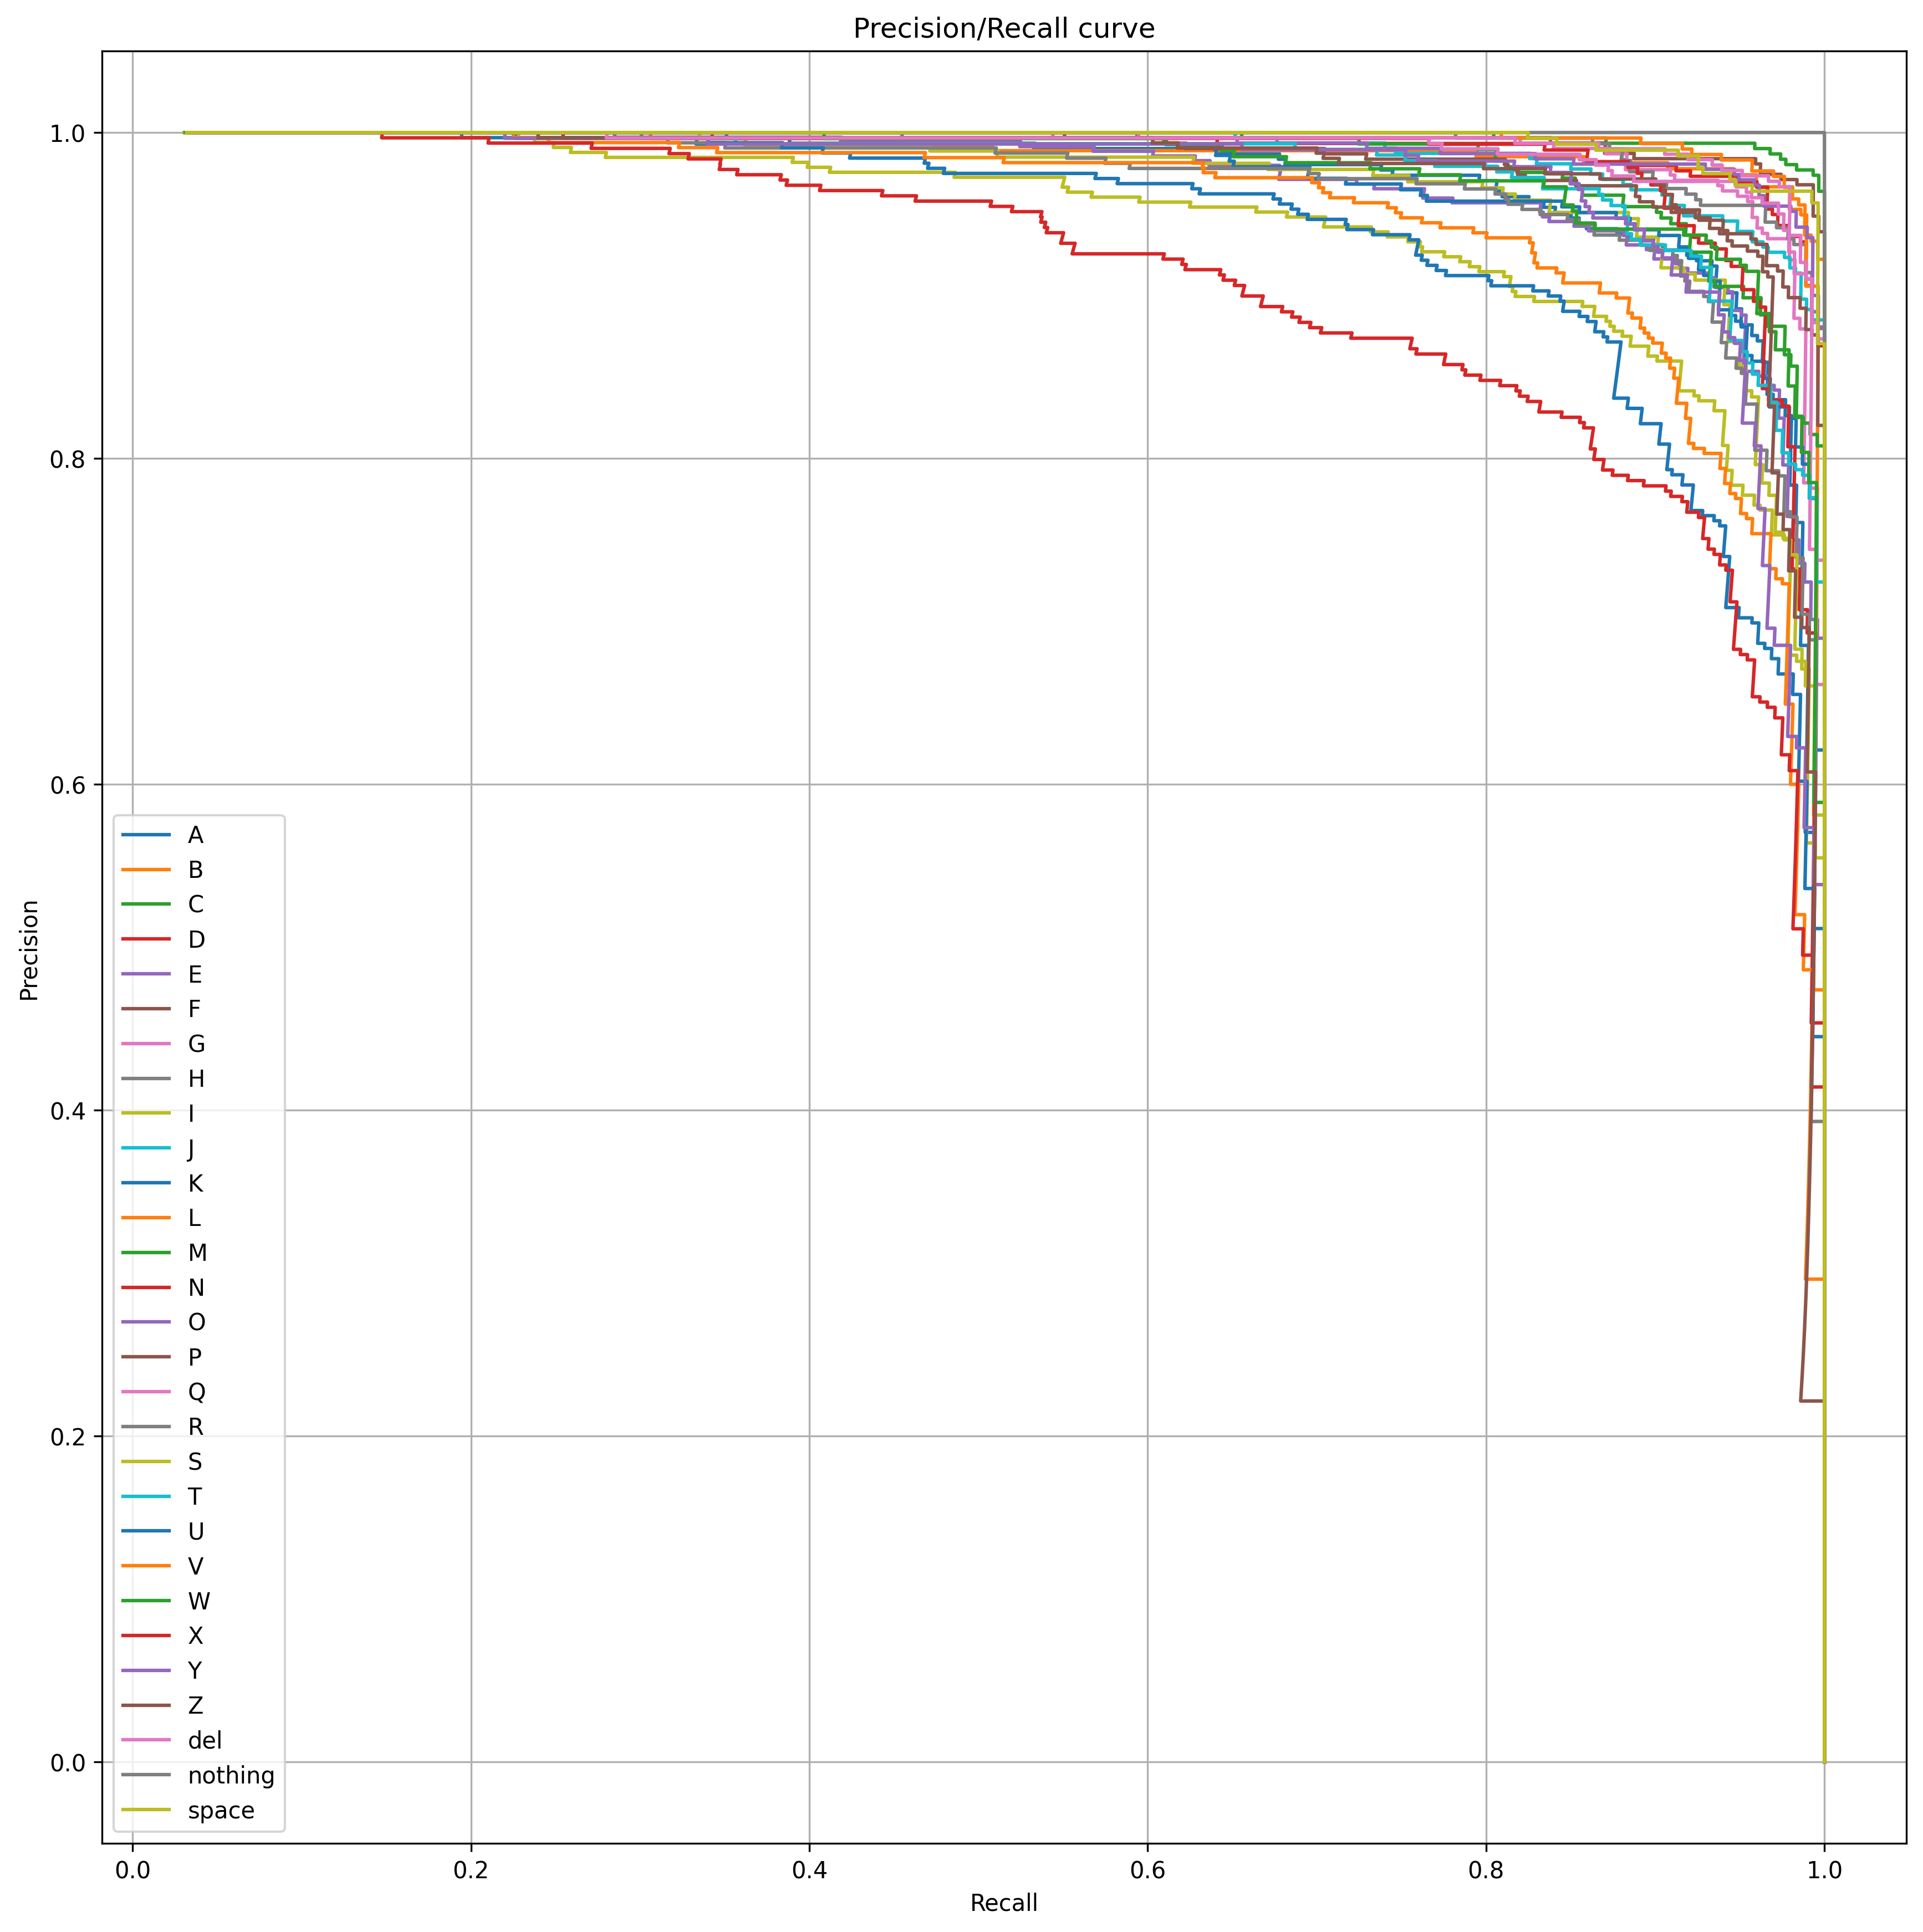 Precision/Recall curve
1.0
0.8
0.6
0.4
0.2
0.0
Precision
A
B
C
D
E
F
G
H
I
J
K
L
M
N
O
P
Q
R
S
T
U
V
W
X
Y
Z
del
nothing
space
0.0 0.2 0.4 0.6 0.8 1.0
Recall